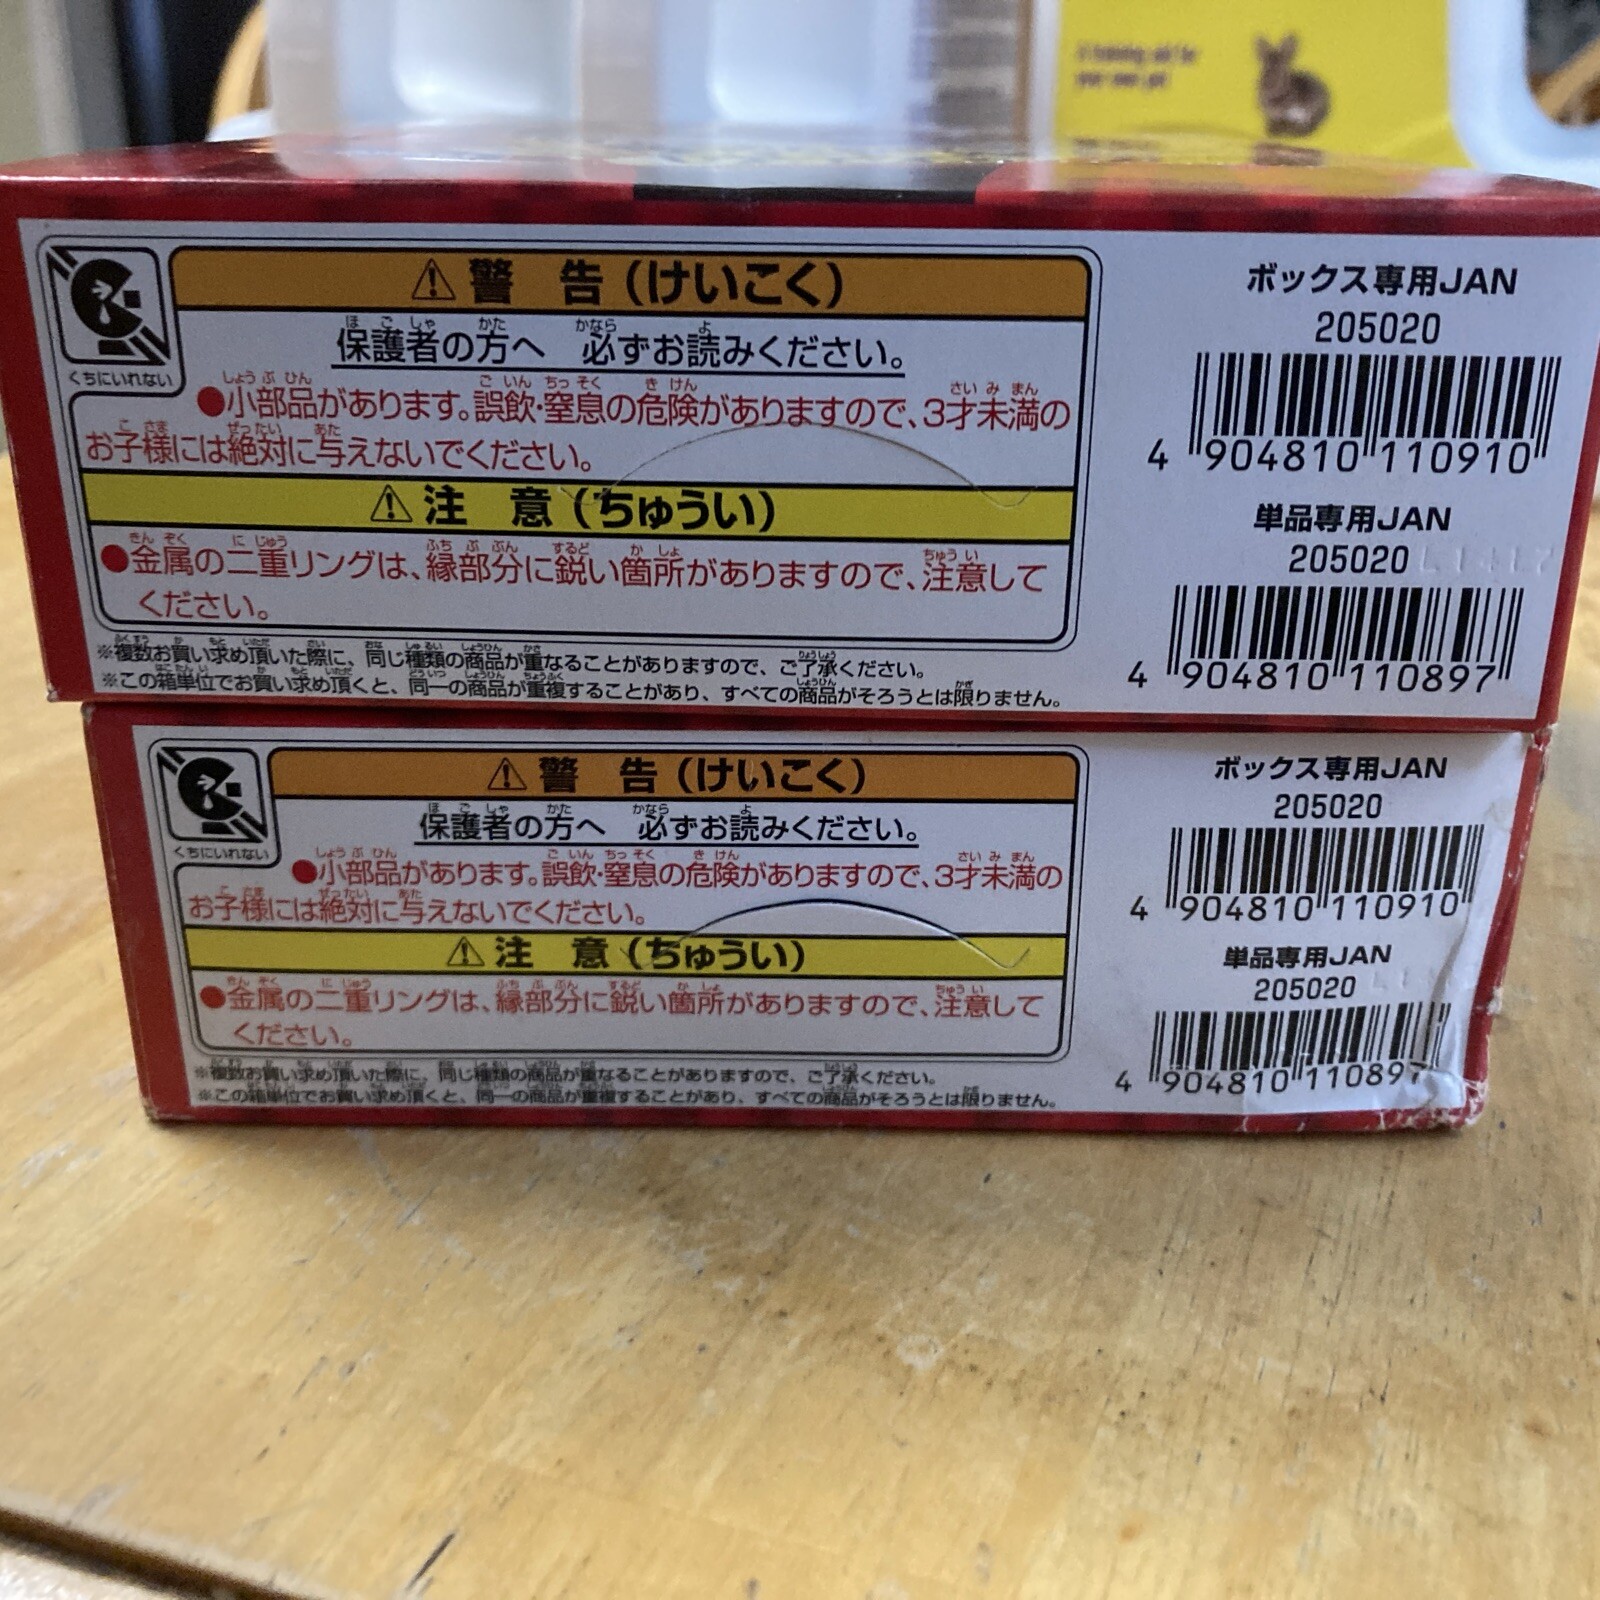 A training aid for
your own pet
くちにいれない
⚠警 告(けいこく)
保護者の方へ 必ずお読みください。
●小部品があります。誤飲・窒息の危険がありますので、3才未満の
お子様には絶対に与えないでください。
⚠注 意(ちゅうい)
●金属の二重リングは、縁部分に鋭い箇所がありますので、注意して
ください。
※複数お買い求め頂いた際に、同じ種類の商品が重なることがありますので、ご了承ください。
※この箱単位でお買い求め頂くと、同一の商品が重複することがあり、すべての商品がそろうとは限りません。
ボックス専用JAN
205020
4 904810 110910
単品専用JAN
205020
4 904810 110897
くちにいれない
⚠警 告(けいこく)
保護者の方へ 必ずお読みください。
●小部品があります。誤飲・窒息の危険がありますので、3才未満の
お子様には絶対に与えないでください。
⚠注 意(ちゅうい)
●金属の二重リングは、縁部分に鋭い箇所がありますので、注意して
ください。
※複数お買い求め頂いた際に、同じ種類の商品が重なることがありますので、ご了承ください。
※この箱単位でお買い求め頂くと、同一の商品が重複することがあり、すべての商品がそろうとは限りません。
ボックス専用JAN
205020
4 904810 110910
単品専用JAN
205020
4 904810 110897